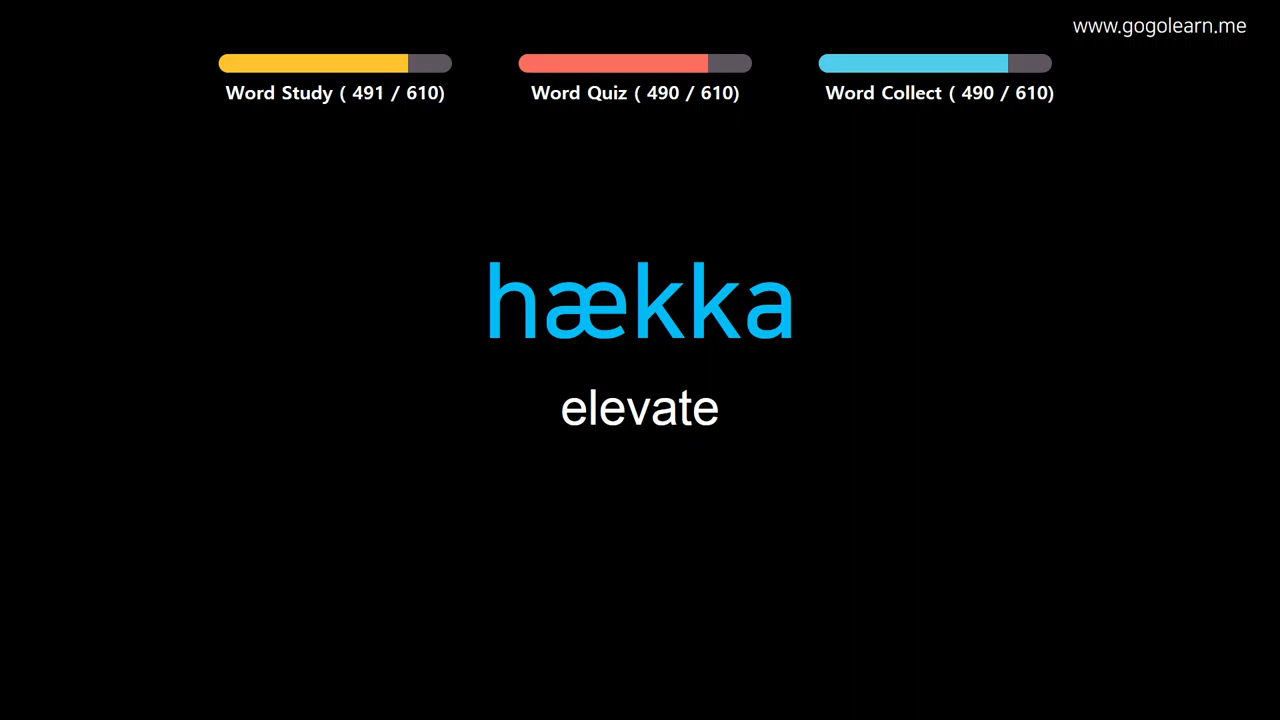 www.gogolearn.me
Word Study ( 491 / 610)
Word Quiz ( 490 / 610)
Word Collect ( 490 / 610)
hækka
elevate